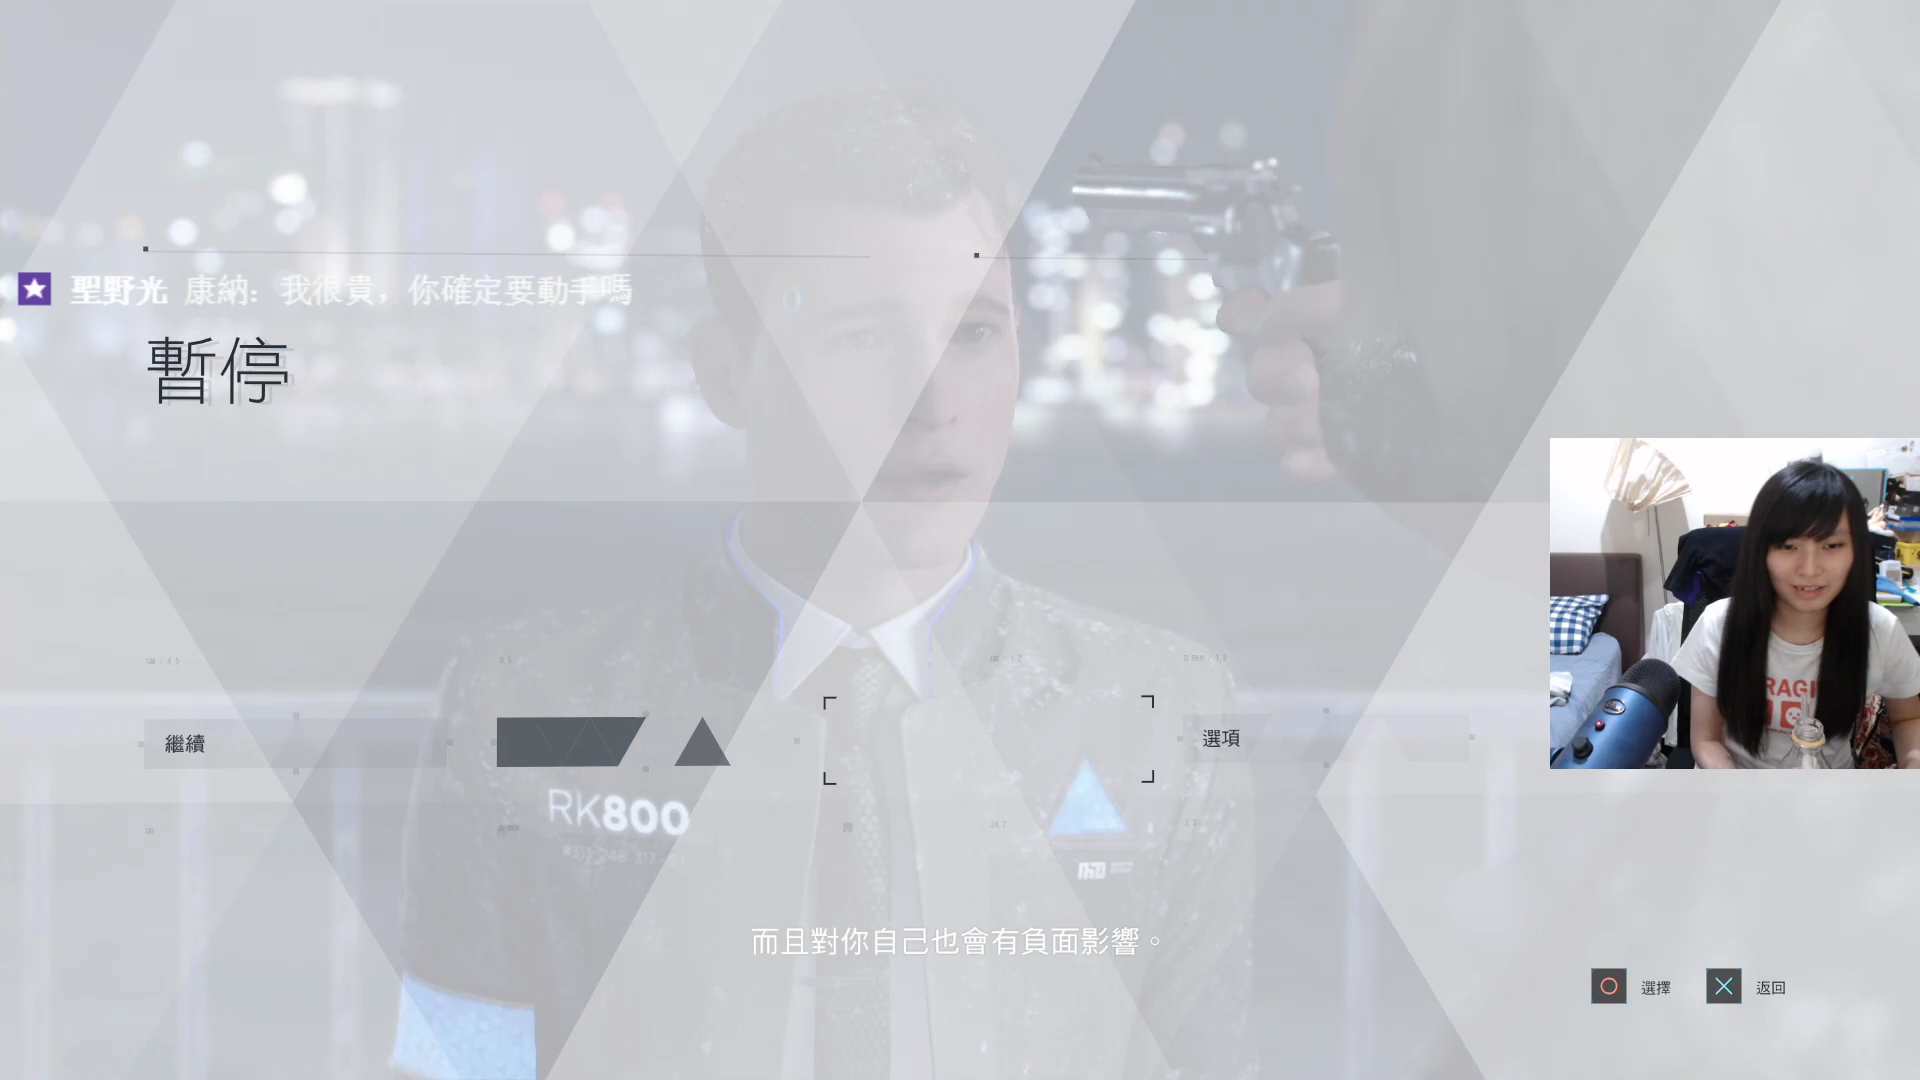 聖野光 康納: 我很貴, 你確定要動手嗎
暫停
繼續
選項
RK800
而且對你自己也會有負面影響。
選擇
返回